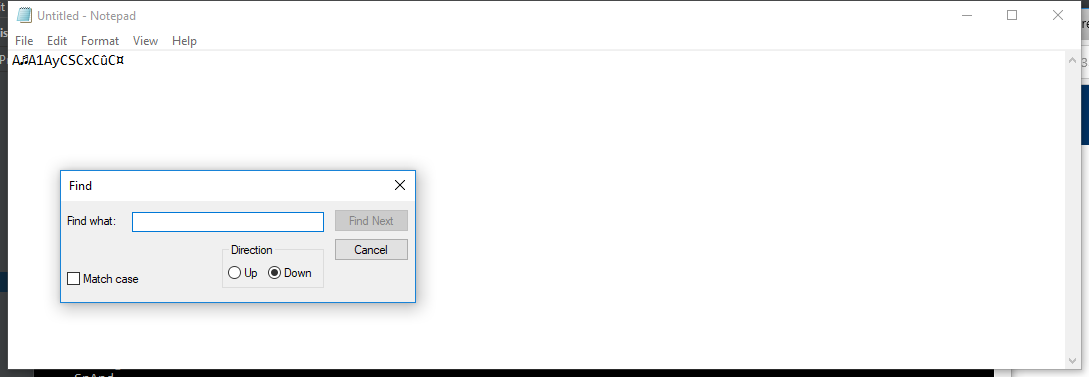 Untitled - Notepad
File Edit Format View Help
A♫A1AyCSCxCûC¤
Find
Find what:
Find Next
Cancel
Direction
Up Down
Match case